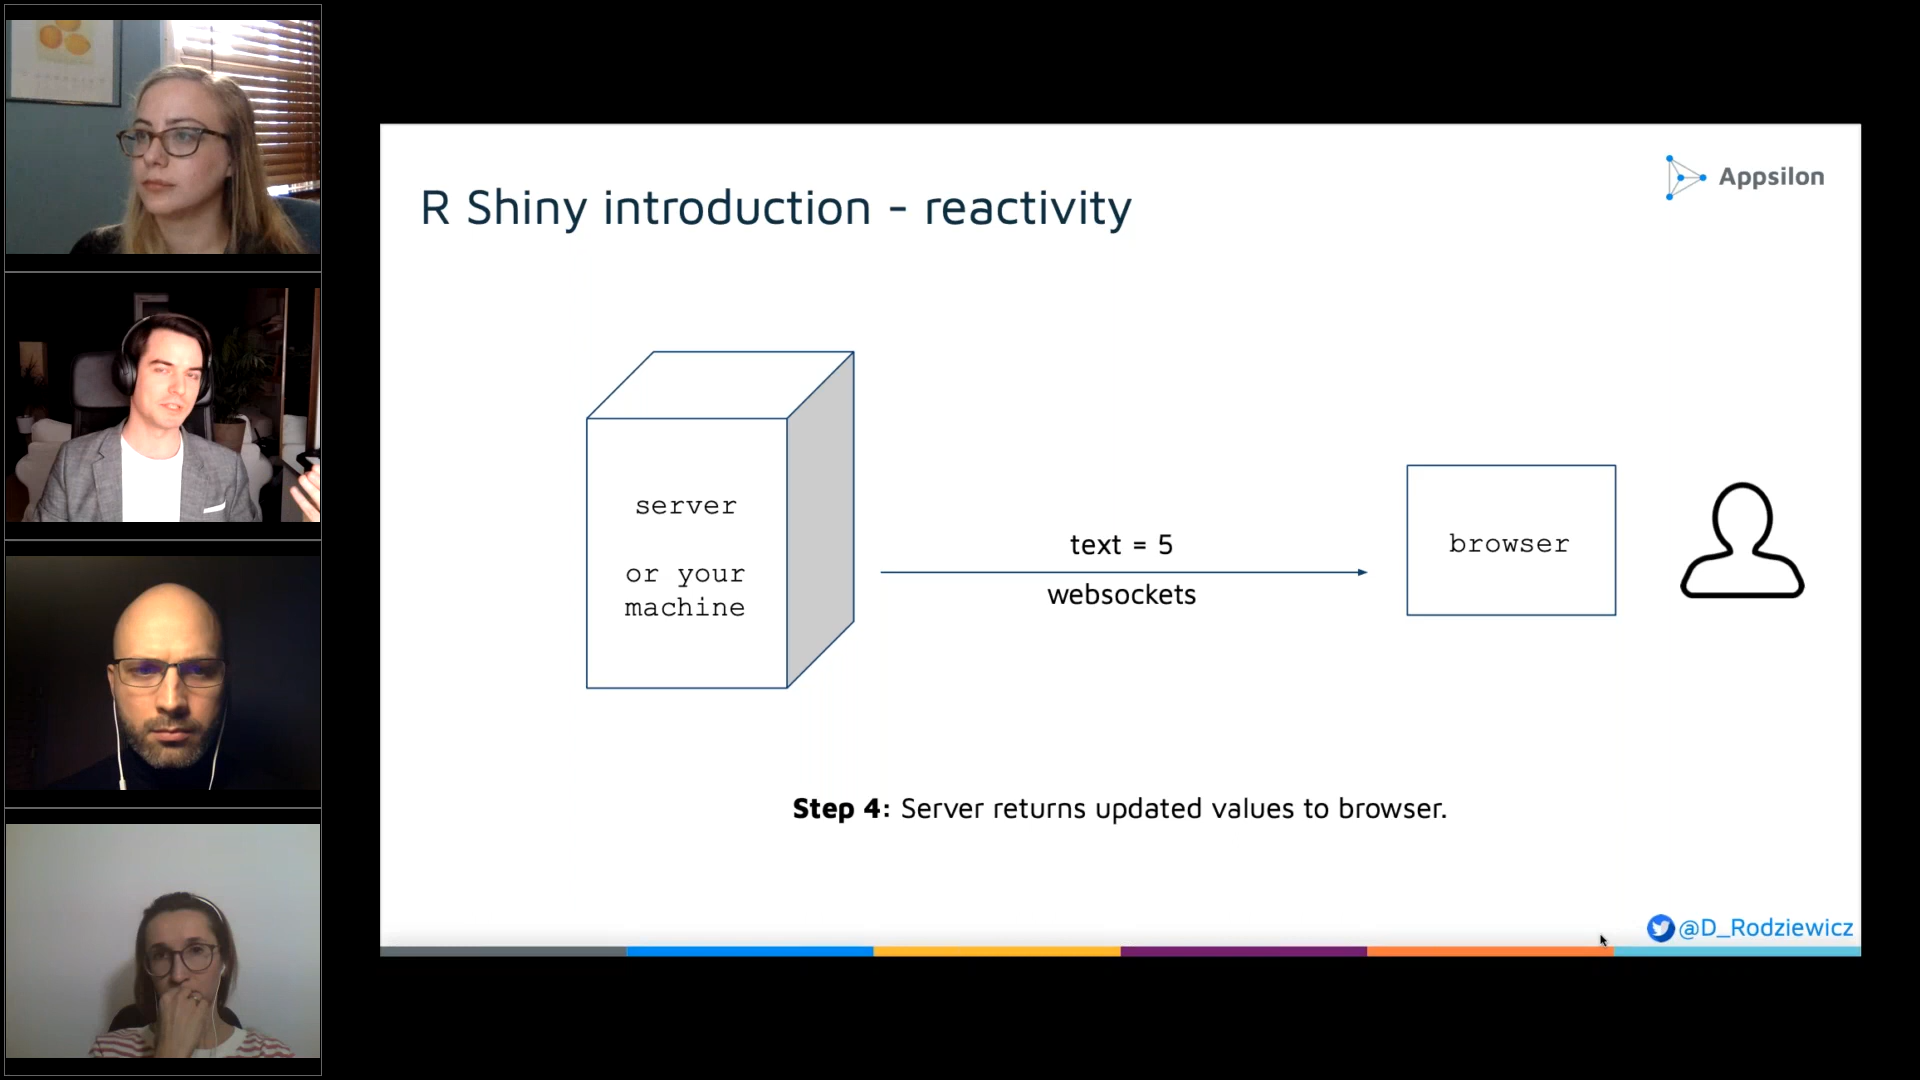 R Shiny introduction - reactivity
Appsilon
server
or your
machine
text = 5
websockets
browser
Step 4: Server returns updated values to browser.
@D_Rodziewicz